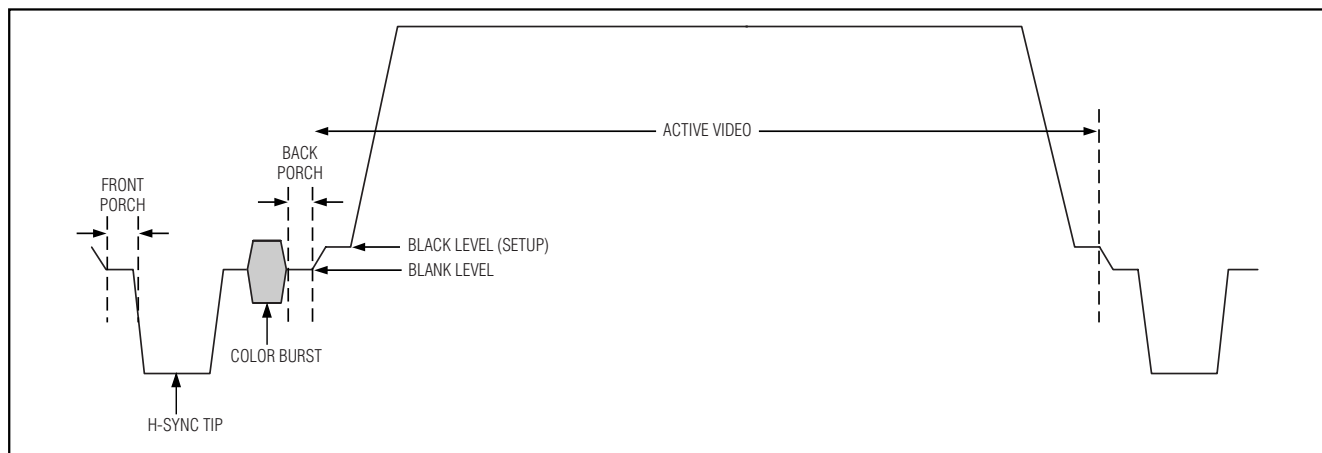 ACTIVE VIDEO
BACK
PORCH
FRONT
PORCH
BLACK LEVEL (SETUP)
BLANK LEVEL
COLOR BURST
H-SYNC TIP